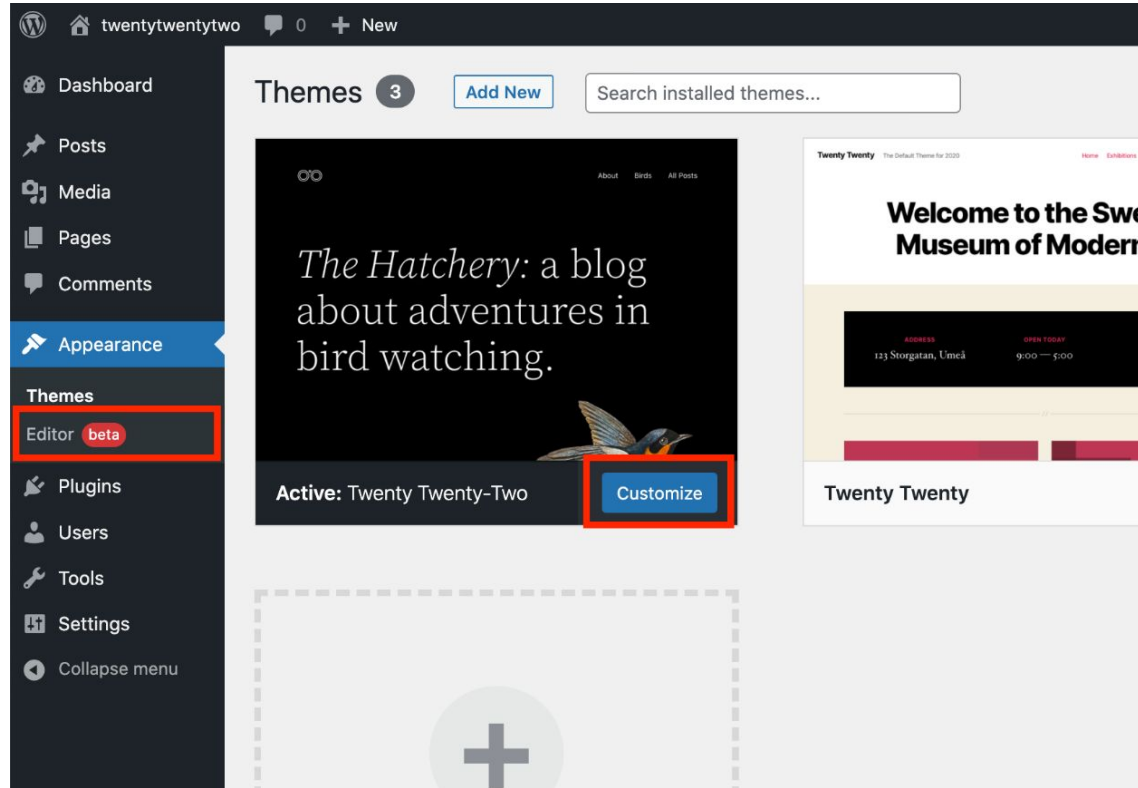 twentytwentytwo 0 New
Dashboard
Posts
Media
Pages
Comments
Appearance
Themes
Editor beta
Plugins
Users
Tools
Settings
Collapse menu
Themes 3 Add New Search installed themes...
About Birds All Posts
The Hatchery: a blog
about adventures in
bird watching.
Active: Twenty Twenty-Two Customize
Twenty Twenty The Default Theme for 2020 Home Exhibitions
Welcome to the Swe
Museum of Modern
ADDRESS OPEN TODAY
123 Storgatan, Umeå 9:00 — 5:00
Twenty Twenty